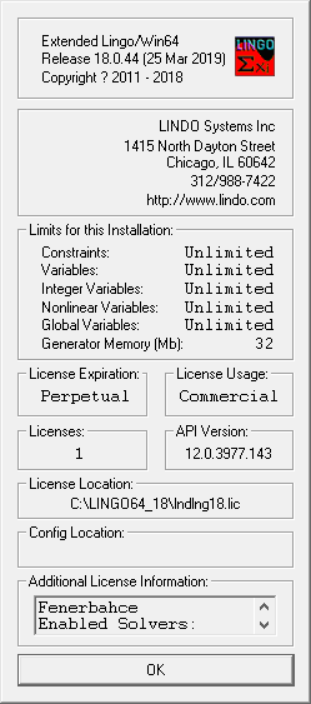 Extended Lingo/Win64
Release 18.0.44 (25 Mar 2019)
Copyright ? 2011 - 2018
LINGO
Σxi
LINDO Systems Inc
1415 North Dayton Street
Chicago, IL 60642
312/988-7422
http://www.lindo.com
Limits for this Installation:
Constraints: Unlimited
Variables: Unlimited
Integer Variables: Unlimited
Nonlinear Variables: Unlimited
Global Variables: Unlimited
Generator Memory (Mb): 32
License Expiration: License Usage:
Perpetual Commercial
Licenses: API Version:
1 12.0.3977.143
License Location:
C:\LINGO64_18\lndlng18.lic
Config Location:
Additional License Information:
Fenerbahce
Enabled Solvers:
OK